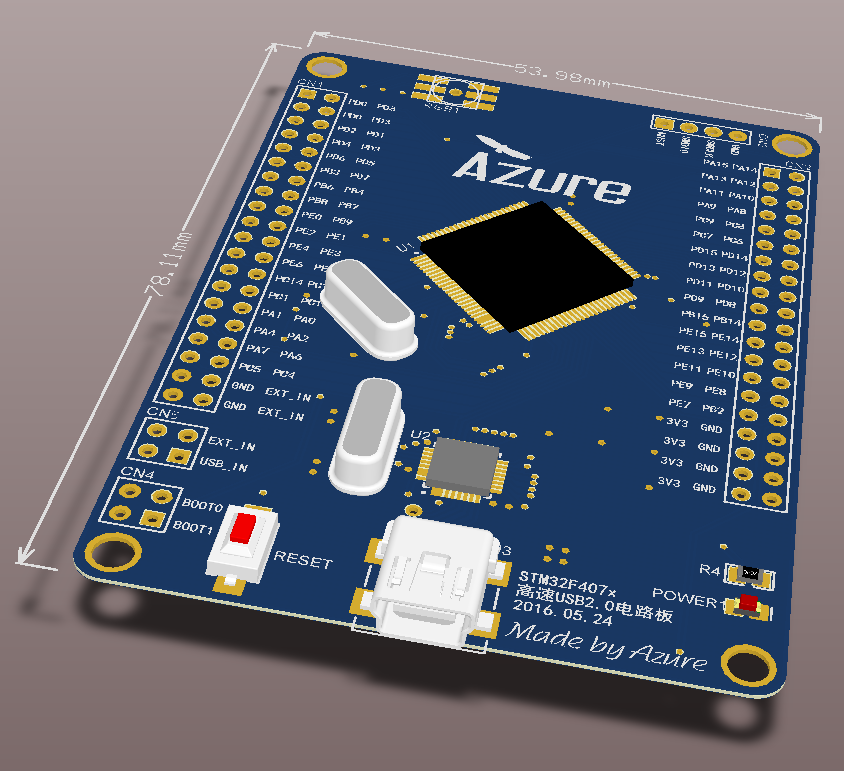 53.98mm
78.11mm
CN1
Azure
PD0 PD3
PD2 PD1
PD4 PD3
PD6 PD5
PB3 PD7
PB6 PB4
PB8 PB7
PE0 PB9
PE2 PE1
PE4 PE3
PE6
PC14
PC1
PA1 PA0
PA4 PA2
PA7 PA6
PC5 PC4
GND EXT_IN
GND EXT_IN
PA15 PA14
PA13 PA12
PA11 PA10
PA9 PA8
PC9 PC8
PC7 PC6
PD15 PD14
PD13 PD12
PD11 PD10
PD9 PD8
PB15 PB14
PE15 PE14
PE13 PE12
PE11 PE10
PE9 PE8
PE7 PB2
3V3 GND
3V3 GND
3V3 GND
3V3 GND
CN5
EXT_IN
USB_IN
CN4
BOOT0
BOOT1
RESET
U2
R4
POWER
STM32F407x
高速USB2.0电路板
2016.05.24
Made by Azure